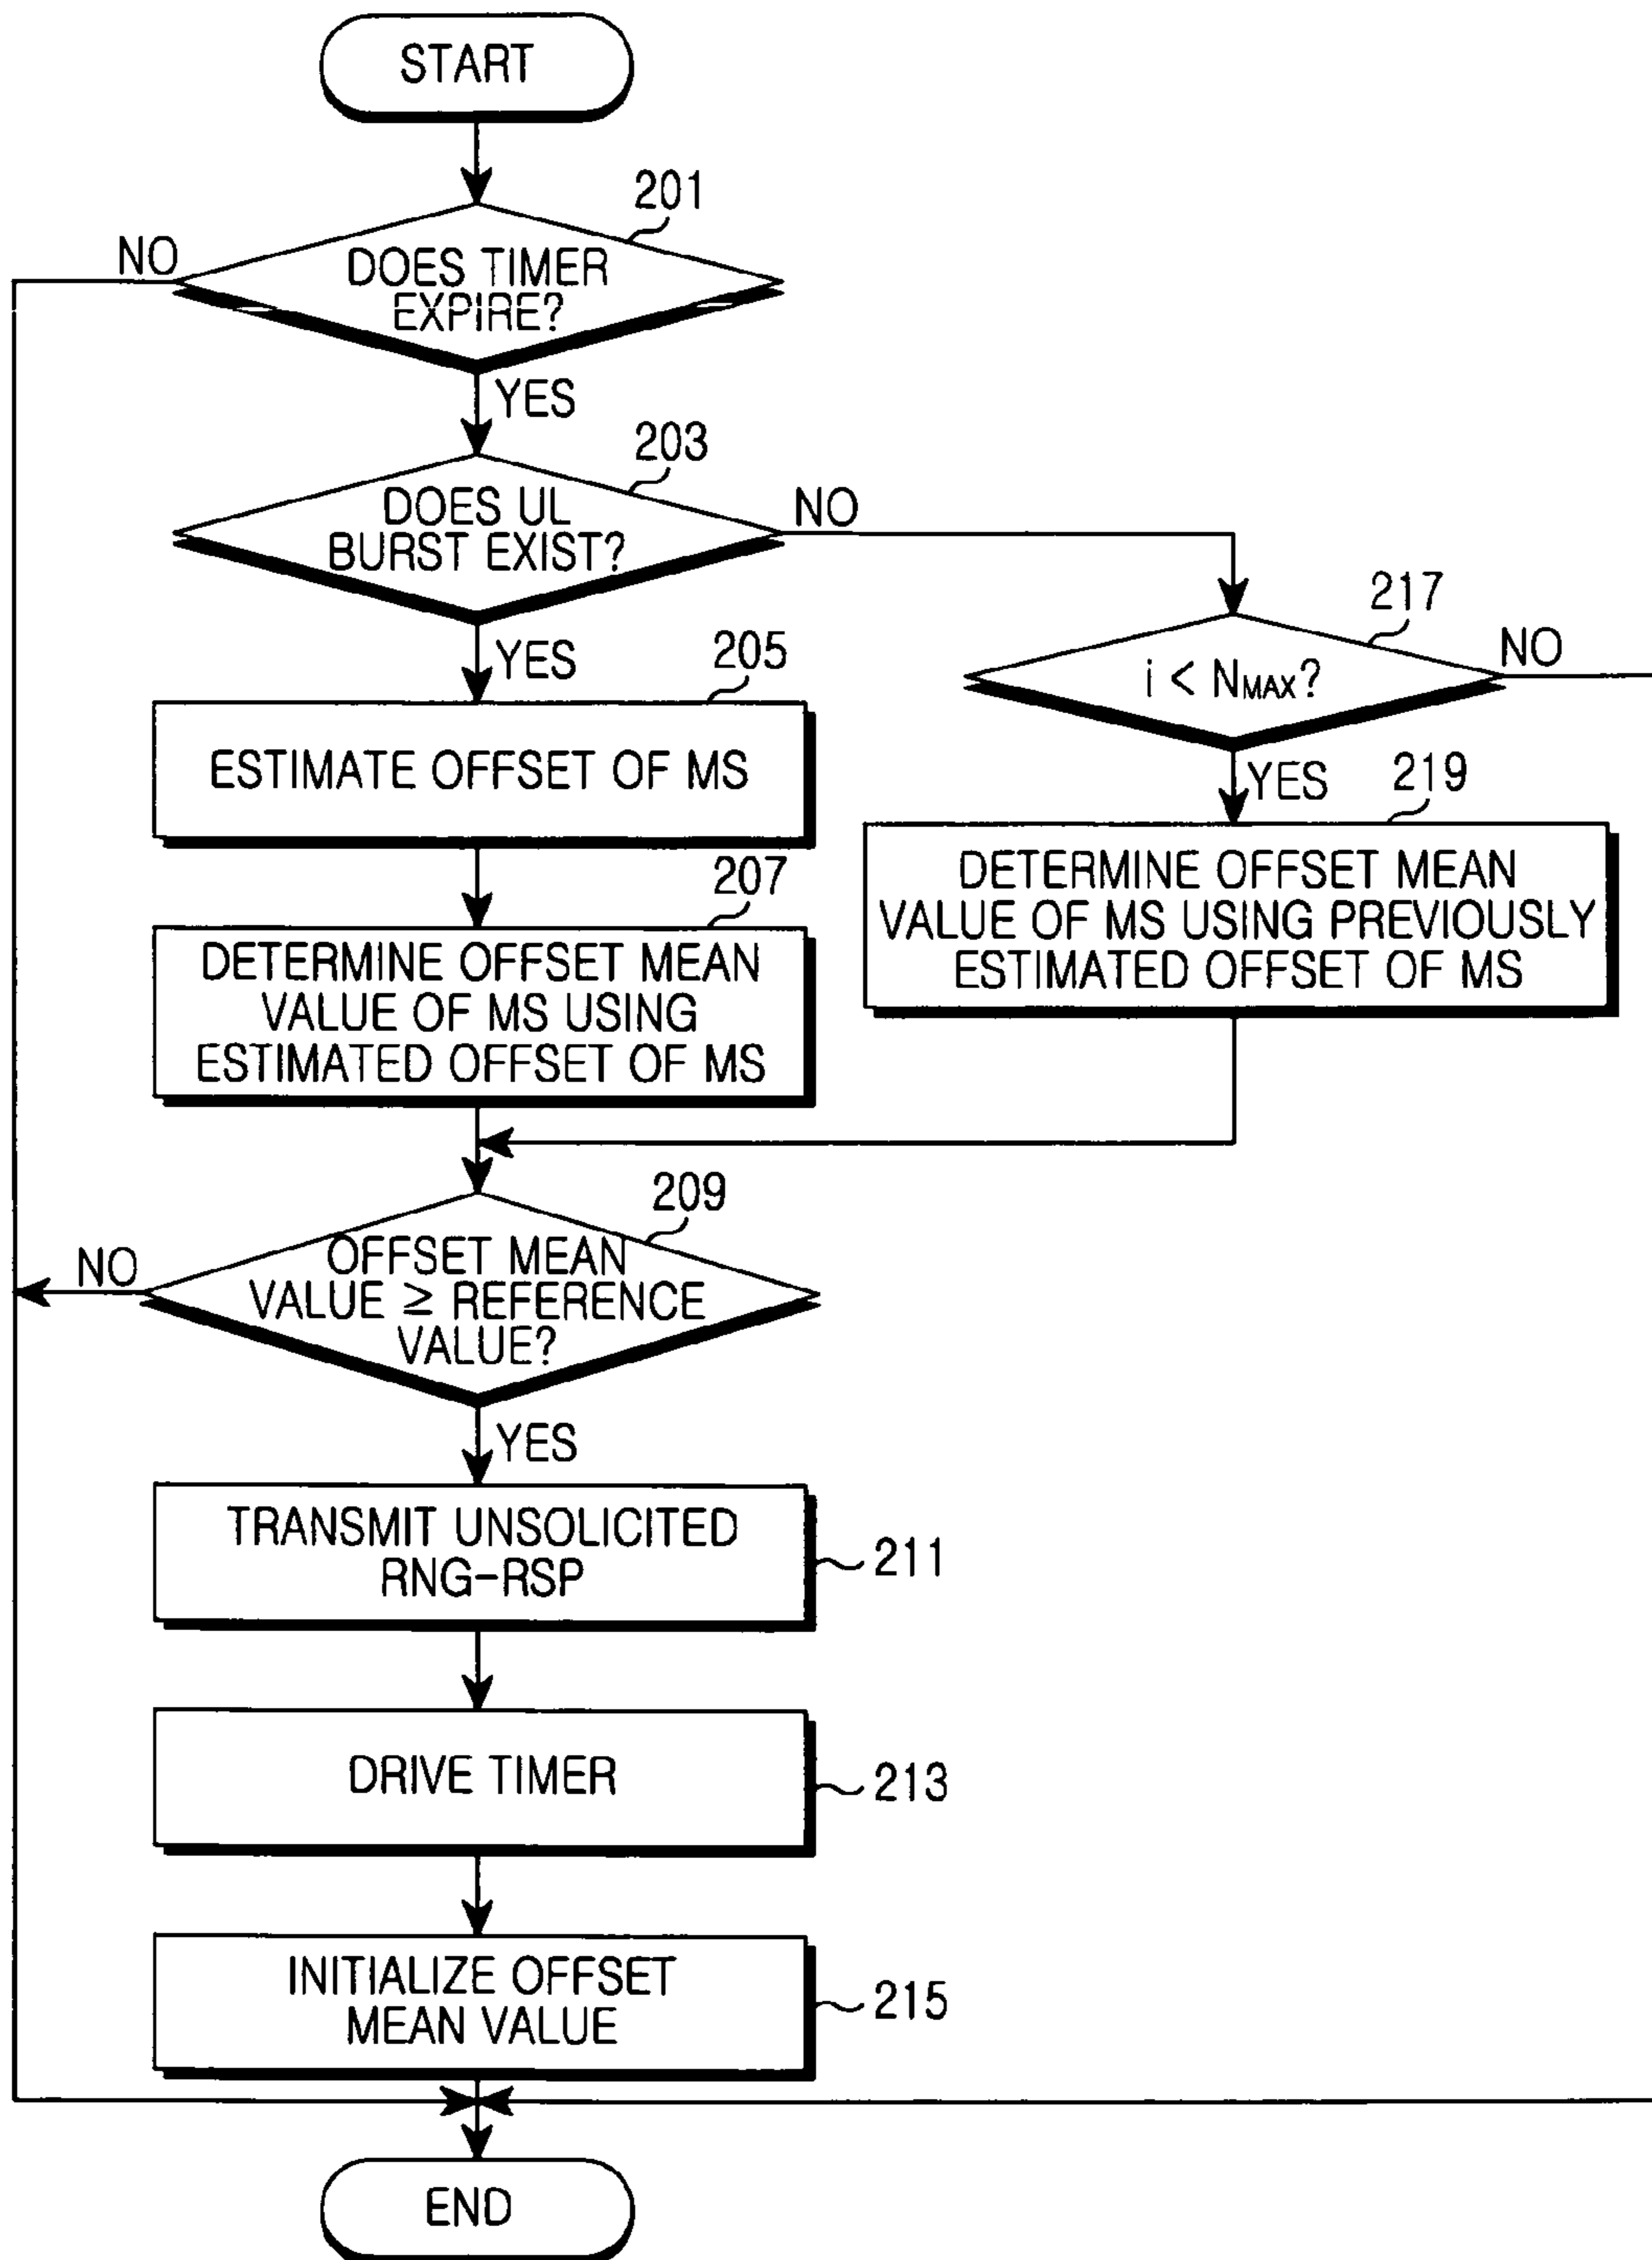 START
201
NO
DOES TIMER
EXPIRE?
YES
203
DOES UL
BURST EXIST?
NO
YES
217
i < NMAX?
NO
YES
205
ESTIMATE OFFSET OF MS
219
DETERMINE OFFSET MEAN
VALUE OF MS USING PREVIOUSLY
ESTIMATED OFFSET OF MS
207
DETERMINE OFFSET MEAN
VALUE OF MS USING
ESTIMATED OFFSET OF MS
209
NO
OFFSET MEAN
VALUE ≥ REFERENCE
VALUE?
YES
TRANSMIT UNSOLICITED
RNG-RSP
211
DRIVE TIMER
213
INITIALIZE OFFSET
MEAN VALUE
215
END